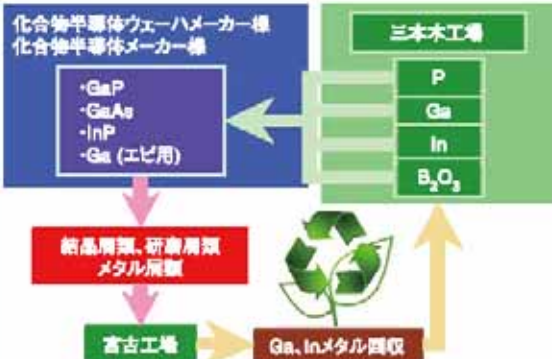 化合物半導体ウェーハメーカー様
化合物半導体メーカー様
・GaP
・GaAs
・InP
・Ga (エピ用)
三本木工場
P
Ga
In
B₂O₃
結晶屑類、研磨屑類
メタル屑類
宮古工場
Ga、Inメタル回収